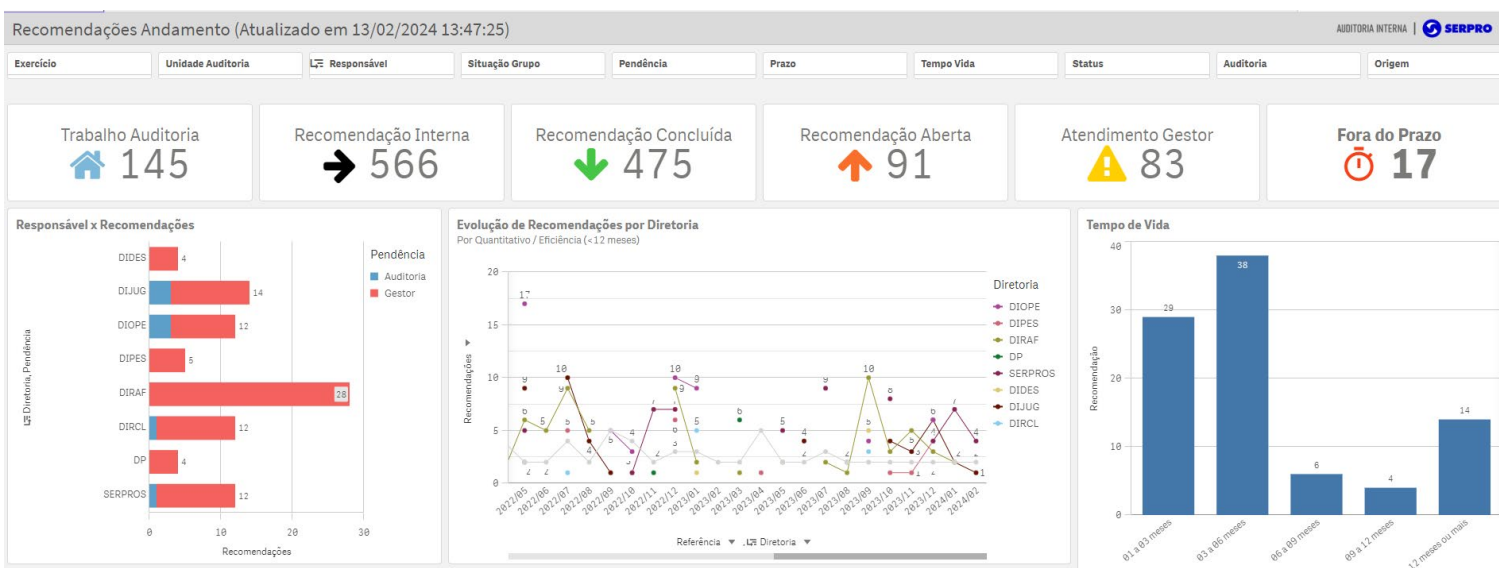 Recomendações Andamento (Atualizado em 13/02/2024 13:47:25)
AUDITORIA INTERNA | SERPRO
Exercício Unidade Auditoria Responsável Situação Grupo Pendência Prazo Tempo Vida Status Auditoria Origem
Trabalho Auditoria
145
Recomendação Interna
566
Recomendação Concluída
475
Recomendação Aberta
91
Atendimento Gestor
83
Fora do Prazo
17
Responsável x Recomendações
Diretoria, Pendência
DIDES 4
DIJUG 14
DIOPE 12
DIPES 5
DIRAF 28
DIRCL 12
DP 4
SERPROS 12
0 10 20 30
Recomendações
Pendência
Auditoria
Gestor
Evolução de Recomendações por Diretoria
Por Quantitativo / Eficiência (<12 meses)
Recomendações
20
15
10
5
0
17
10
10
10
2022/05 2022/06 2022/07 2022/08 2022/09 2022/10 2022/11 2022/12 2023/01 2023/02 2023/03 2023/04 2023/05 2023/06 2023/07 2023/08 2023/09 2023/10 2023/11 2023/12 2024/01 2024/02
Referência Diretoria
Diretoria
DIOPE
DIPES
DIRAF
DP
SERPROS
DIDES
DIJUG
DIRCL
Tempo de Vida
Recomendação
40
30
20
10
0
29
38
6
4
14
01 a 03 meses
03 a 06 meses
06 a 09 meses
09 a 12 meses
12 meses ou mais